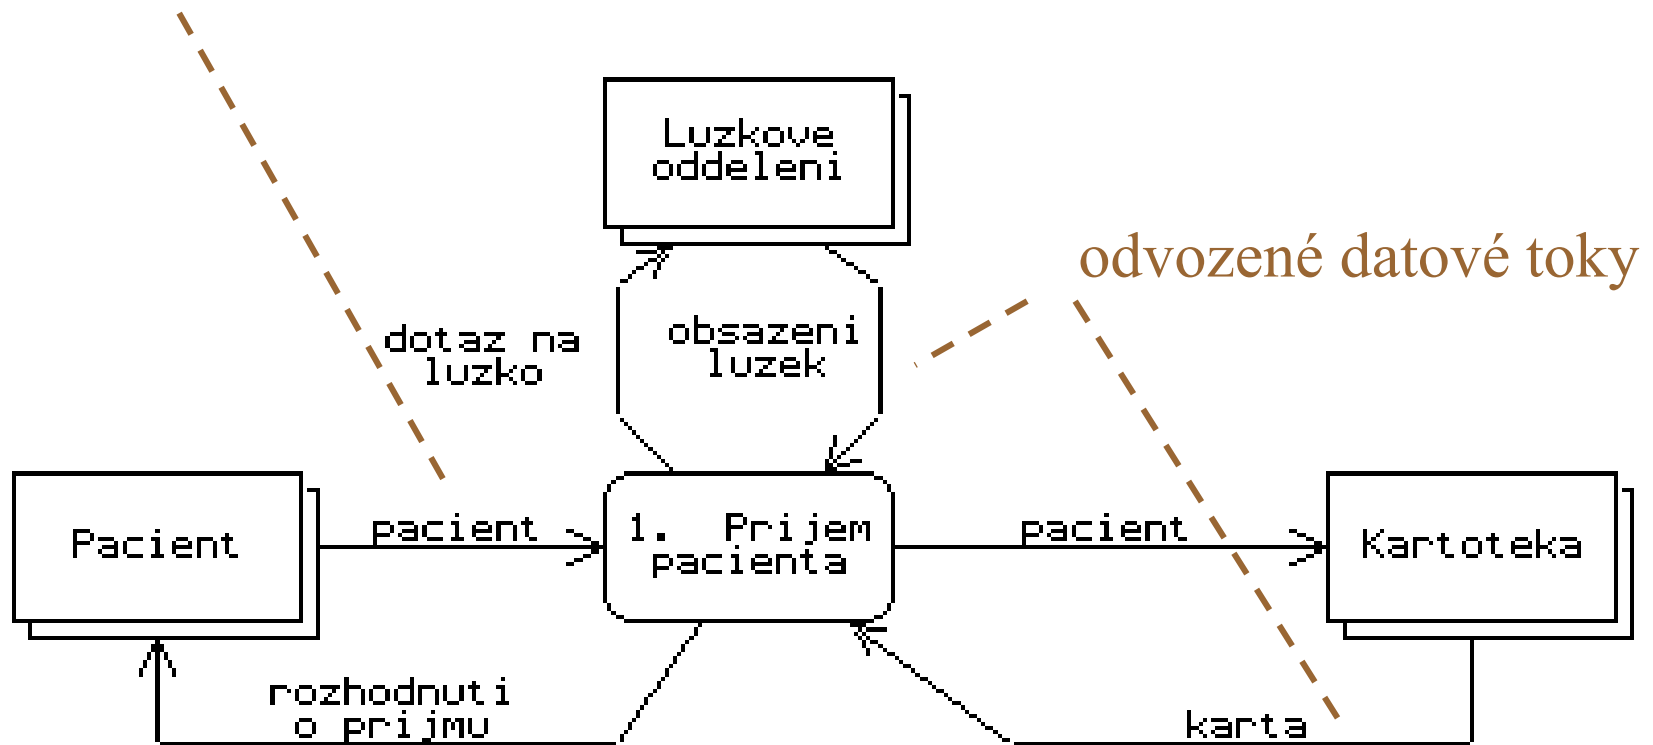 Luzkove
oddeleni
odvozené datové toky
dotaz na
luzko
obsazeni
luzek
Pacient
pacient
1. Prijem
pacienta
pacient
Kartoteka
rozhodnuti
o prijmu
karta